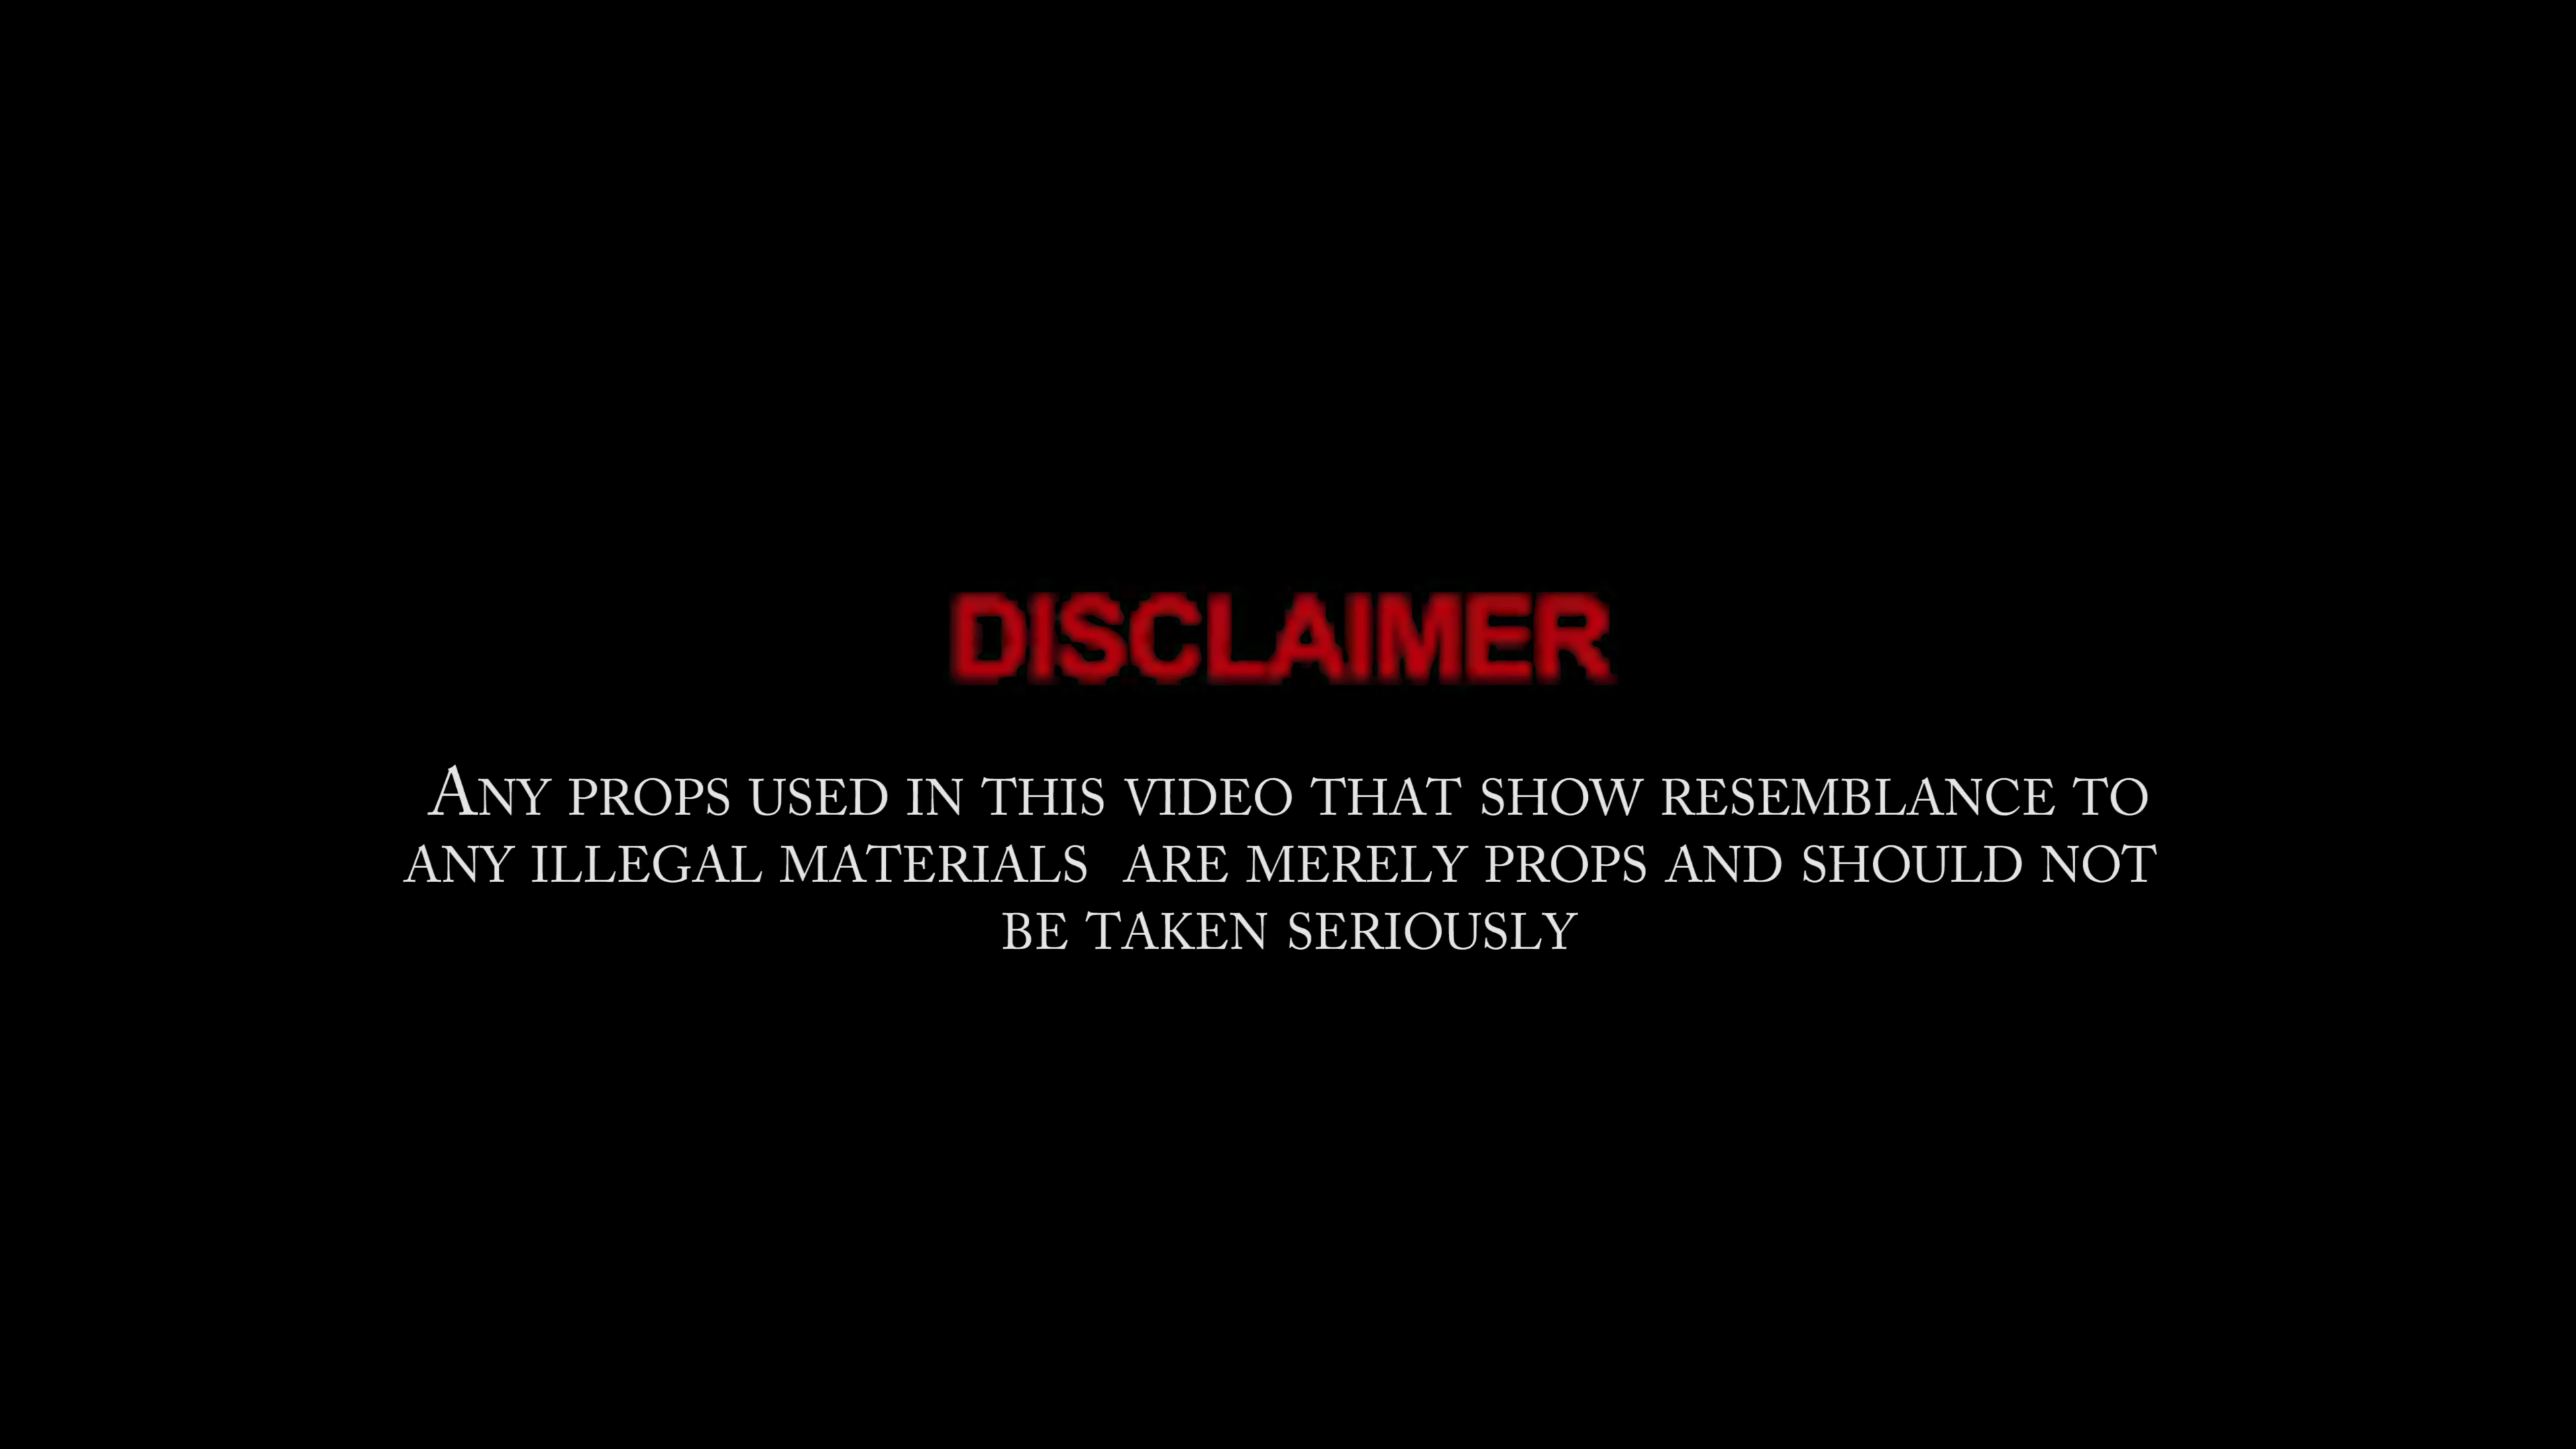 DISCLAIMER
ANY PROPS USED IN THIS VIDEO THAT SHOW RESEMBLANCE TO
ANY ILLEGAL MATERIALS  ARE MERELY PROPS AND SHOULD NOT
BE TAKEN SERIOUSLY